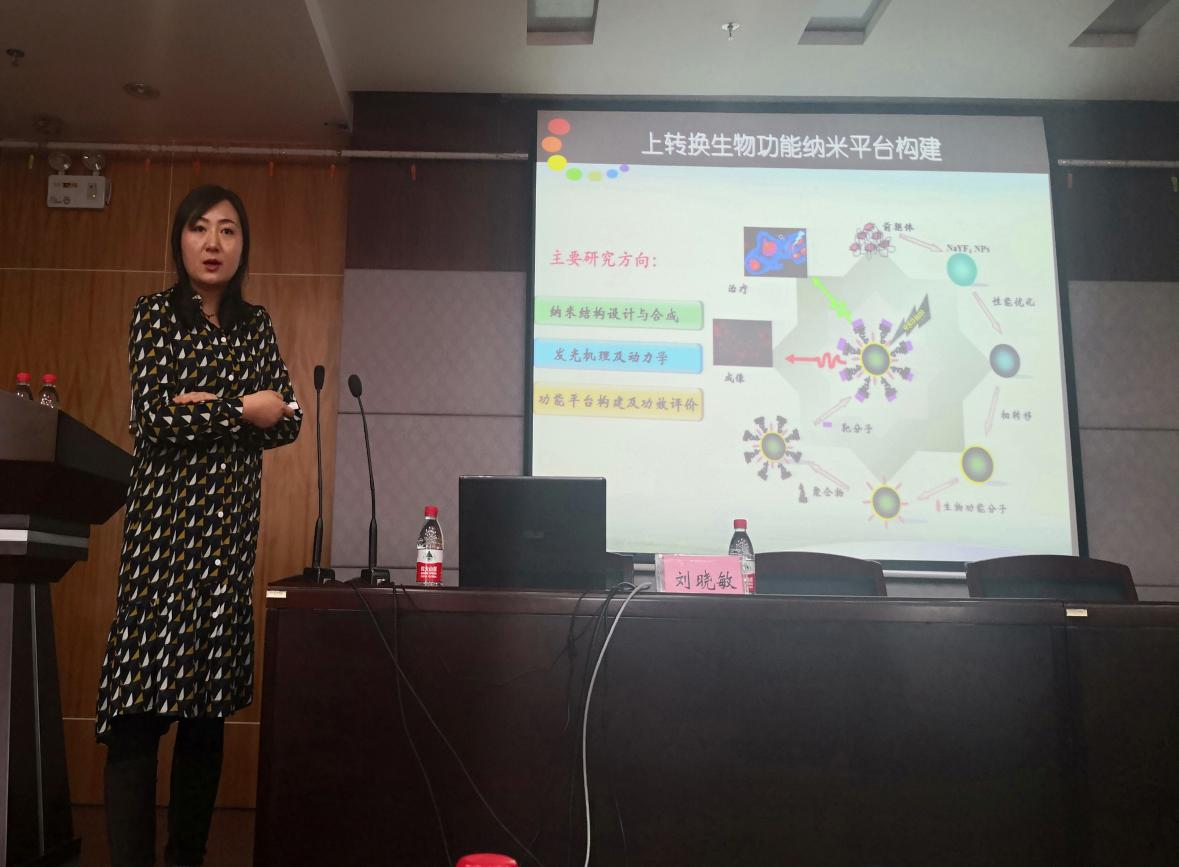 上转换生物功能纳米平台构建
主要研究方向:
纳米结构设计与合成
发光机理及动力学
功能平台构建及功效评价
治疗
成像
前驱体
NaYF4 NPs
性能优化
980nm
相转移
靶分子
聚合物
生物功能分子
刘晓敏